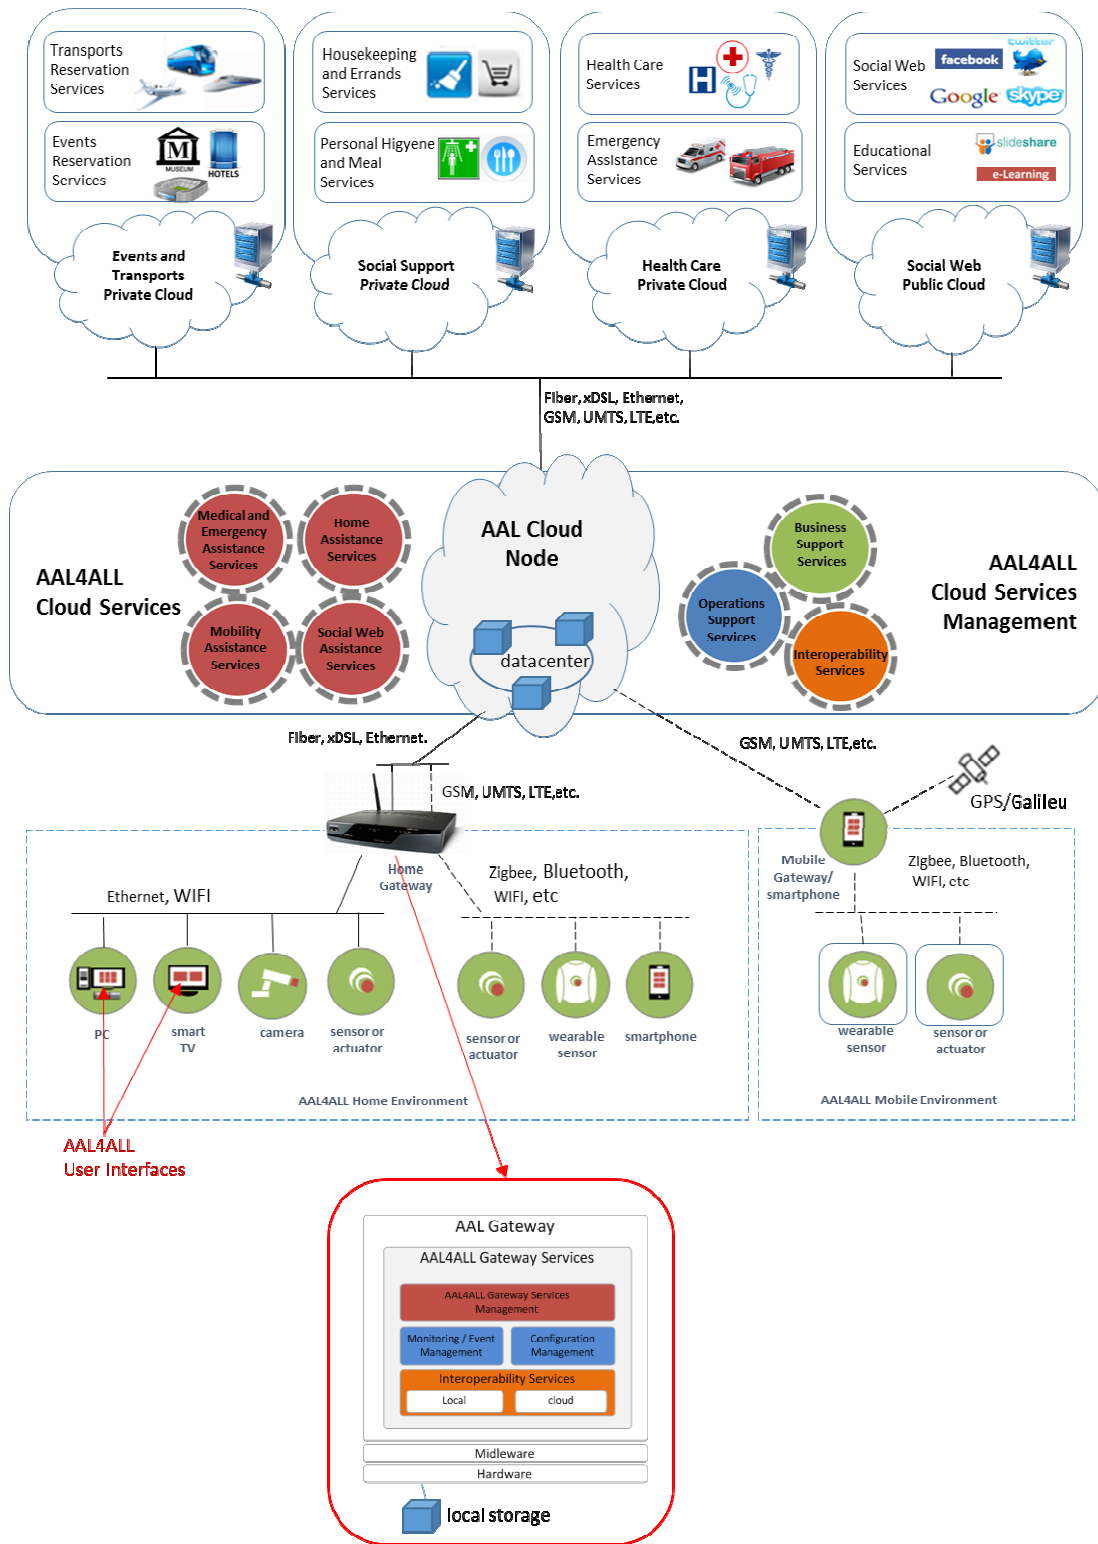 Transports
Reservation
Services
Events
Reservation
Services
MUSEUM
HOTELS
Events and
Transports
Private Cloud
Housekeeping
and Errands
Services
Personal Higyene
and Meal
Services
Social Support
Private Cloud
Health Care
Services
H
Emergency
Assistance
Services
Health Care
Private Cloud
Social Web
Services
facebook
twitter
Google
skype
Educational
Services
slideshare
e-Learning
Social Web
Public Cloud
Fiber, xDSL, Ethernet,
GSM, UMTS, LTE,etc.
AAL4ALL
Cloud Services
Medical and
Emergency
Assistance
Services
Home
Assistance
Services
Mobility
Assistance
Services
Social Web
Assistance
Services
AAL Cloud
Node
datacenter
Business
Support
Services
Operations
Support
Services
Interoperability
Services
AAL4ALL
Cloud Services
Management
Fiber, xDSL, Ethernet.
GSM, UMTS, LTE,etc.
GSM, UMTS, LTE,etc.
GPS/Galileu
Home
Gateway
Ethernet, WIFI
Zigbee, Bluetooth,
WIFI, etc
Mobile
Gateway/
smartphone
Zigbee, Bluetooth,
WIFI, etc
PC
smart
TV
camera
sensor or
actuator
sensor or
actuator
wearable
sensor
smartphone
wearable
sensor
sensor or
actuator
AAL4ALL Home Environment
AAL4ALL Mobile Environment
AAL4ALL
User Interfaces
AAL Gateway
AAL4ALL Gateway Services
AAL4ALL Gateway Services
Management
Monitoring / Event
Management
Configuration
Management
Interoperability Services
Local
cloud
Midleware
Hardware
local storage